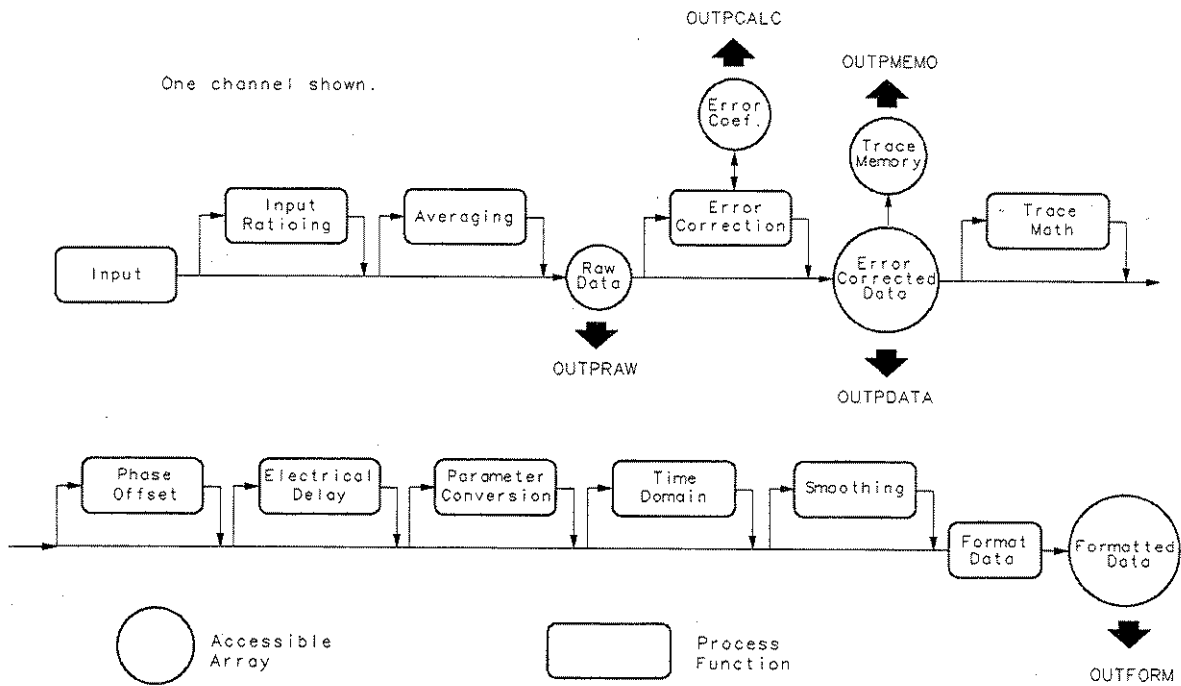 OUTPCALC
OUTPMEMO
One channel shown.
Error
Coef.
Trace
Memory
Input
Ratioing
Averaging
Error
Correction
Trace
Math
Input
Raw
Data
Error
Corrected
Data
OUTPRAW
OUTPDATA
Phase
Offset
Electrical
Delay
Parameter
Conversion
Time
Domain
Smoothing
Format
Data
Formatted
Data
Accessible
Array
Process
Function
OUTFORM